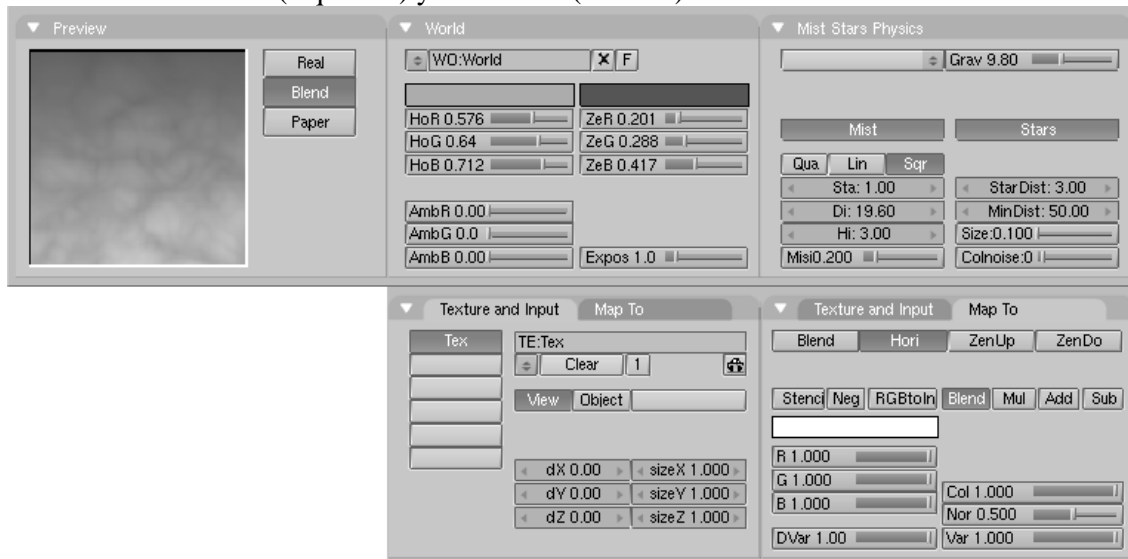 Preview
Real
Blend
Paper
World
WO:World X F
HoR 0.576 ZeR 0.201
HoG 0.64 ZeG 0.288
HoB 0.712 ZeB 0.417
AmbR 0.00
AmbG 0.0
AmbB 0.00 Expos 1.0
Mist Stars Physics
Grav 9.80
Mist Stars
Qua Lin Sqr
Sta: 1.00 StarDist: 3.00
Di: 19.60 MinDist: 50.00
Hi: 3.00 Size:0.100
Misi0.200 Colnoise:0
Texture and Input Map To
Tex TE:Tex
Clear 1
View Object
dX 0.00 sizeX 1.000
dY 0.00 sizeY 1.000
dZ 0.00 sizeZ 1.000
Texture and Input Map To
Blend Hori ZenUp ZenDo
Stenci Neg RGBtoIn Blend Mul Add Sub
R 1.000
G 1.000 Col 1.000
B 1.000 Nor 0.500
DVar 1.00 Var 1.000